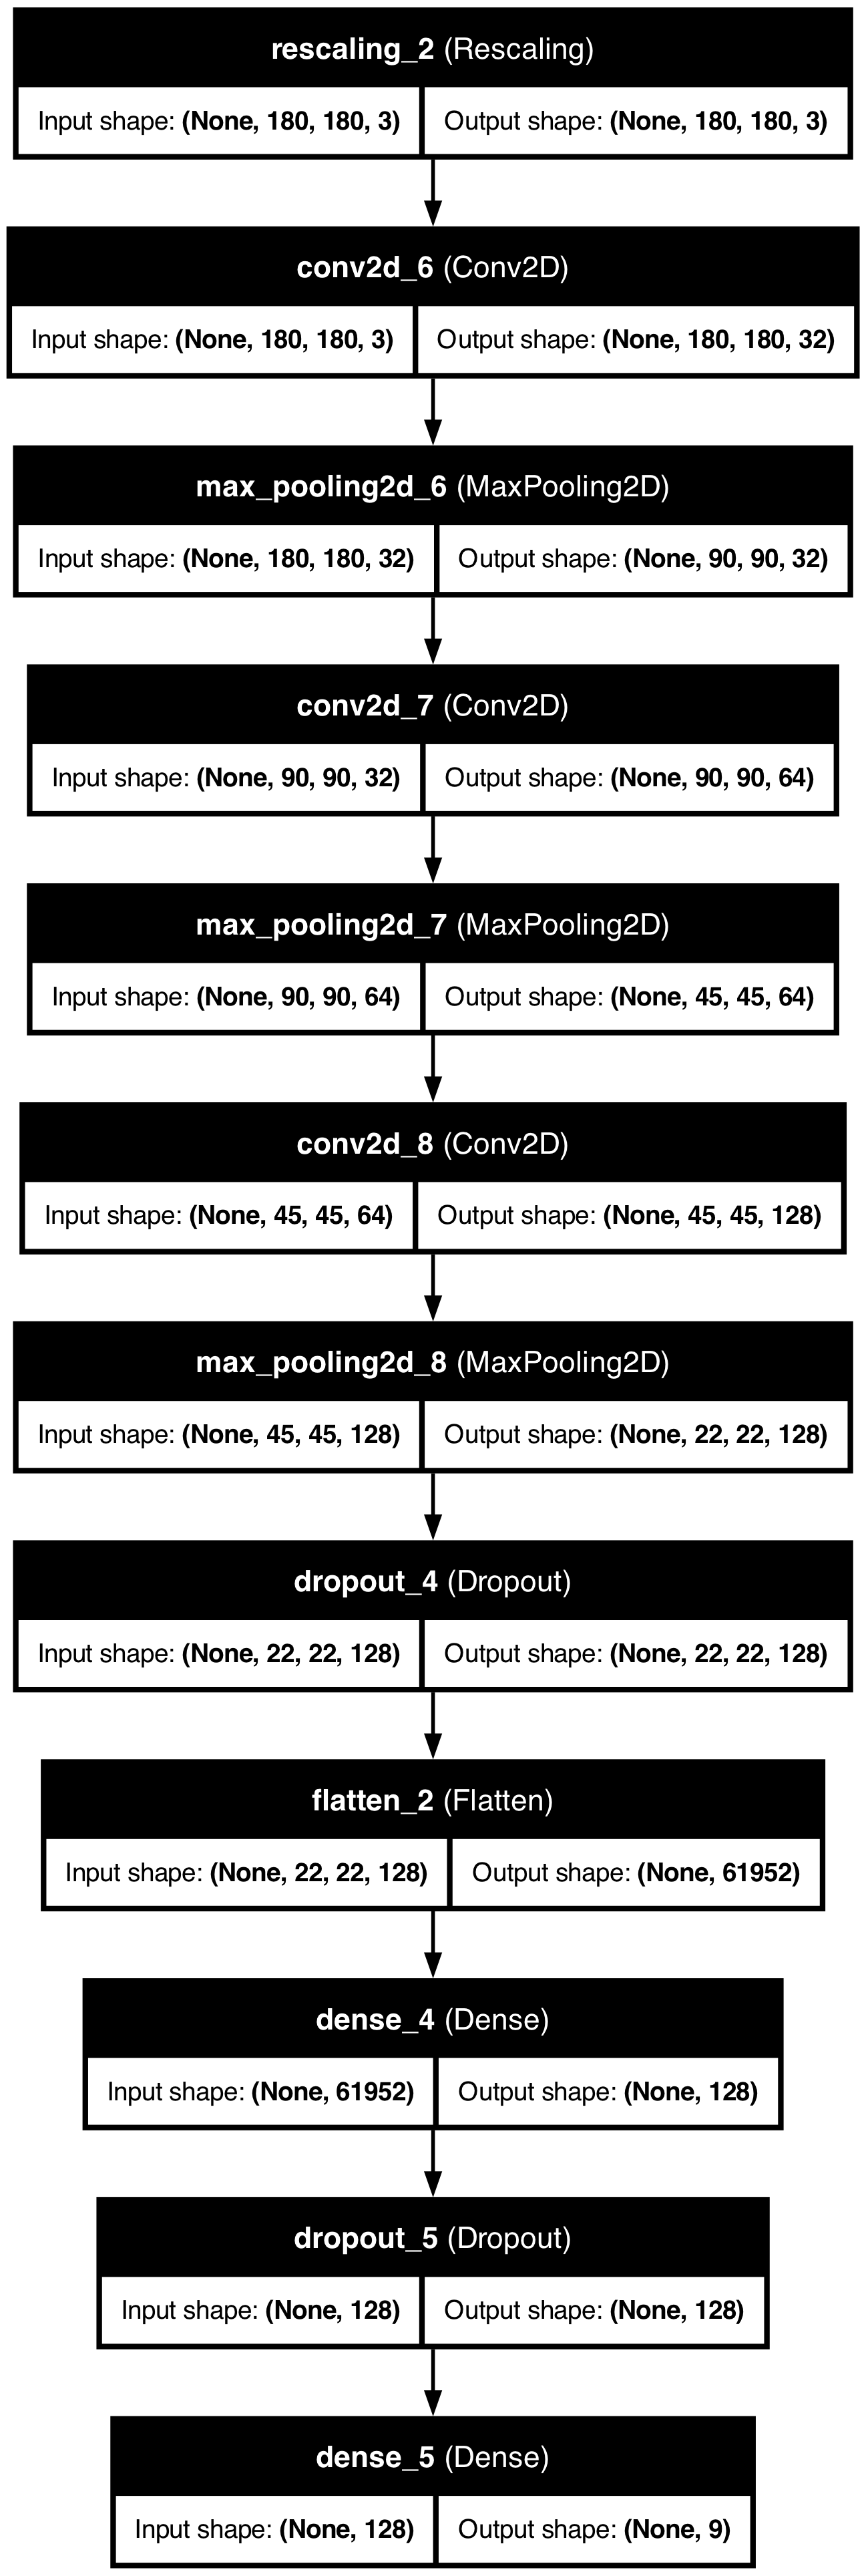 rescaling_2 (Rescaling)
Input shape: (None, 180, 180, 3) Output shape: (None, 180, 180, 3)
conv2d_6 (Conv2D)
Input shape: (None, 180, 180, 3) Output shape: (None, 180, 180, 32)
max_pooling2d_6 (MaxPooling2D)
Input shape: (None, 180, 180, 32) Output shape: (None, 90, 90, 32)
conv2d_7 (Conv2D)
Input shape: (None, 90, 90, 32) Output shape: (None, 90, 90, 64)
max_pooling2d_7 (MaxPooling2D)
Input shape: (None, 90, 90, 64) Output shape: (None, 45, 45, 64)
conv2d_8 (Conv2D)
Input shape: (None, 45, 45, 64) Output shape: (None, 45, 45, 128)
max_pooling2d_8 (MaxPooling2D)
Input shape: (None, 45, 45, 128) Output shape: (None, 22, 22, 128)
dropout_4 (Dropout)
Input shape: (None, 22, 22, 128) Output shape: (None, 22, 22, 128)
flatten_2 (Flatten)
Input shape: (None, 22, 22, 128) Output shape: (None, 61952)
dense_4 (Dense)
Input shape: (None, 61952) Output shape: (None, 128)
dropout_5 (Dropout)
Input shape: (None, 128) Output shape: (None, 128)
dense_5 (Dense)
Input shape: (None, 128) Output shape: (None, 9)